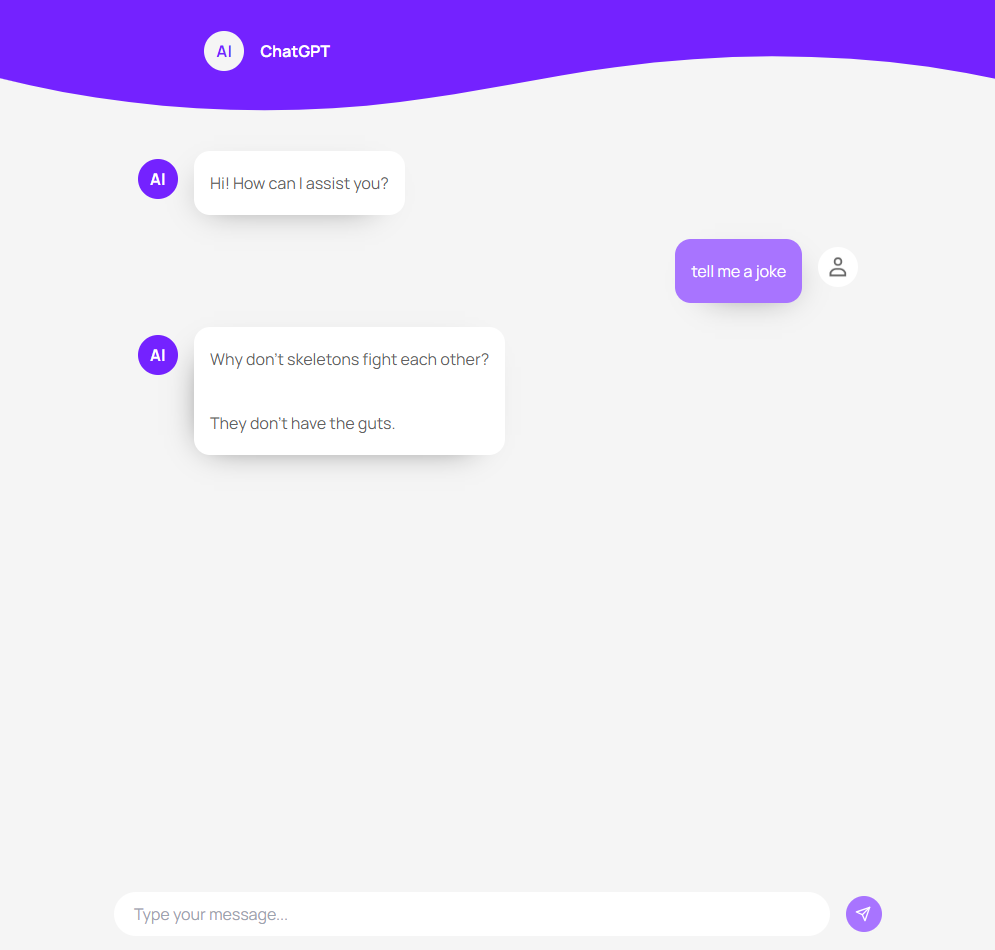 AI ChatGPT
AI Hi! How can I assist you?
tell me a joke
AI Why don't skeletons fight each other?
They don't have the guts.
Type your message...